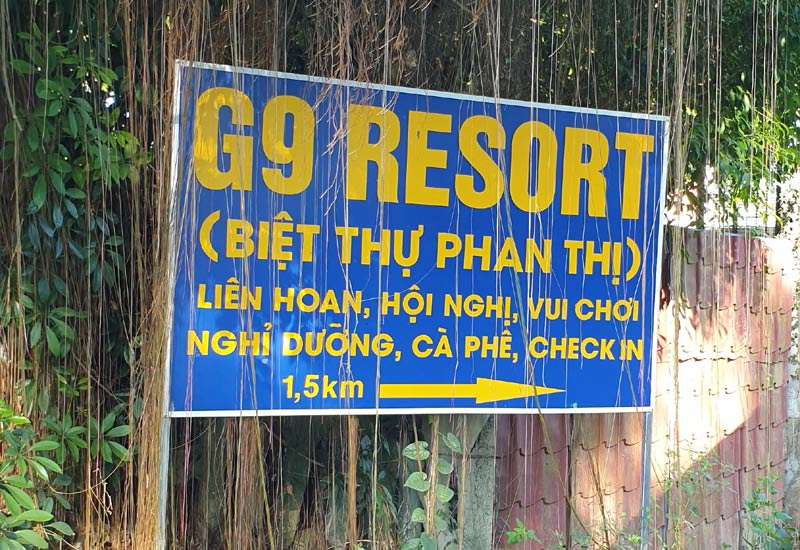 G9 RESORT
(BIỆT THỰ PHAN THỊ)
LIÊN HOAN, HỘI NGHỊ, VUI CHƠI
NGHỈ DƯỠNG, CÀ PHÊ, CHECK IN
1,5km